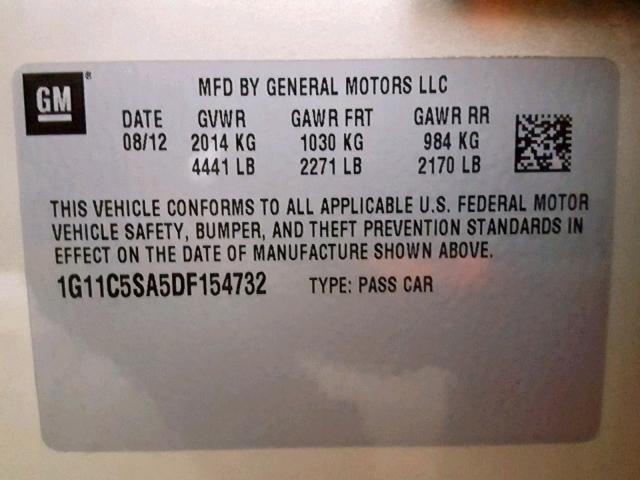 GM®
MFD BY GENERAL MOTORS LLC
DATE GVWR GAWR FRT GAWR RR
08/12 2014 KG 1030 KG 984 KG
4441 LB 2271 LB 2170 LB
THIS VEHICLE CONFORMS TO ALL APPLICABLE U.S. FEDERAL MOTOR
VEHICLE SAFETY, BUMPER, AND THEFT PREVENTION STANDARDS IN
EFFECT ON THE DATE OF MANUFACTURE SHOWN ABOVE.
1G11C5SA5DF154732 TYPE: PASS CAR